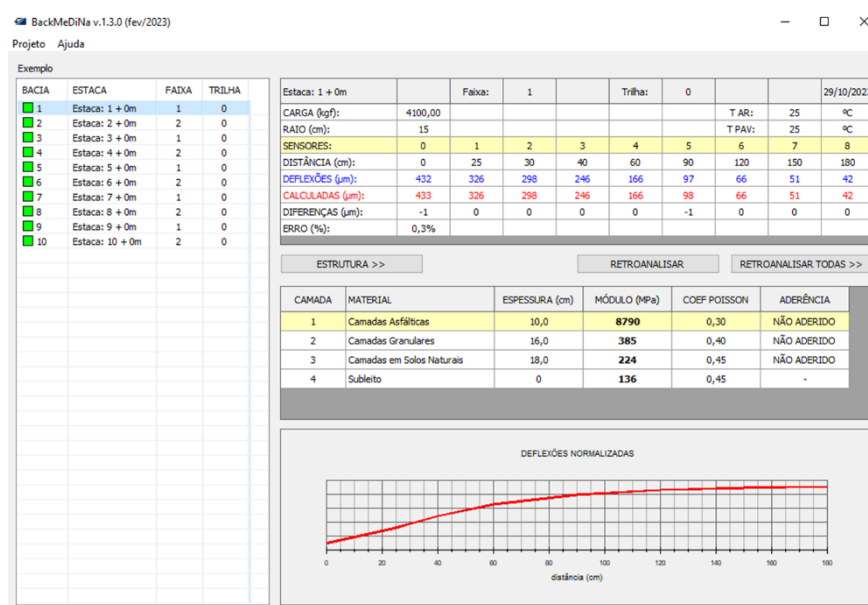 BackMeDiNa v.1.3.0 (fev/2023)
Projeto Ajuda
Exemplo
BACIA ESTACA FAIXA TRILHA
1 Estaca: 1 + 0m 1 0
2 Estaca: 2 + 0m 2 0
3 Estaca: 3 + 0m 1 0
4 Estaca: 4 + 0m 2 0
5 Estaca: 5 + 0m 1 0
6 Estaca: 6 + 0m 2 0
7 Estaca: 7 + 0m 1 0
8 Estaca: 8 + 0m 2 0
9 Estaca: 9 + 0m 1 0
10 Estaca: 10 + 0m 2 0
Estaca: 1 + 0m Faixa: 1 Trilha: 0 29/10/202
CARGA (kgf): 4100,00 T AR: 25 ºC
RAIO (cm): 15 T PAV: 25 ºC
SENSORES: 0 1 2 3 4 5 6 7 8
DISTÂNCIA (cm): 0 25 30 40 60 90 120 150 180
DEFLEXÕES (µm): 432 326 298 246 166 97 66 51 42
CALCULADAS (µm): 433 326 298 246 166 98 66 51 42
DIFERENÇAS (µm): -1 0 0 0 0 -1 0 0 0
ERRO (%): 0,3%
ESTRUTURA >> RETROANALISAR RETROANALISAR TODAS >>
CAMADA MATERIAL ESPESSURA (cm) MÓDULO (MPa) COEF POISSON ADERÊNCIA
1 Camadas Asfálticas 10,0 8790 0,30 NÃO ADERIDO
2 Camadas Granulares 16,0 385 0,40 NÃO ADERIDO
3 Camadas em Solos Naturais 18,0 224 0,45 NÃO ADERIDO
4 Subleito 0 136 0,45 -
DEFLEXÕES NORMALIZADAS
0 20 40 60 80 100 120 140 160 180
distância (cm)